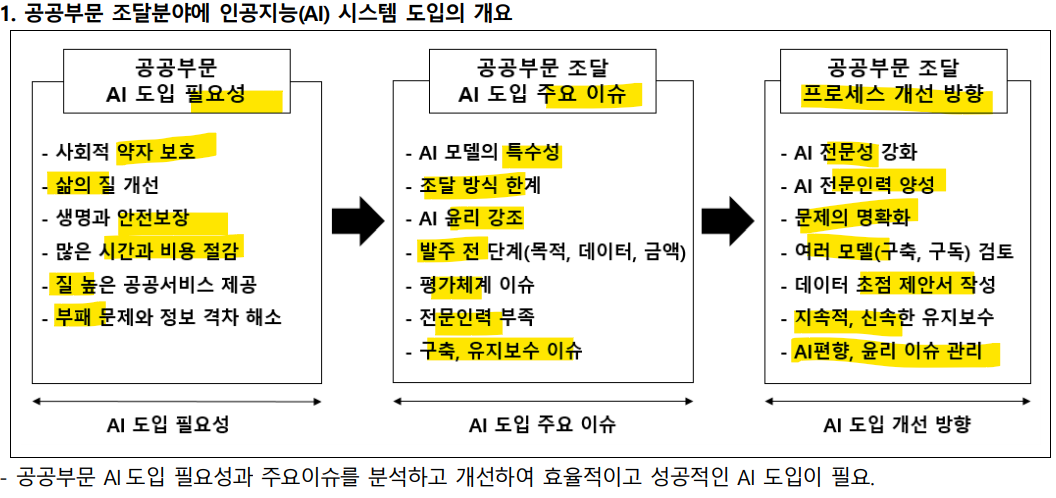 1. 공공부문 조달분야에 인공지능(AI) 시스템 도입의 개요
공공부문
AI 도입 필요성
- 사회적 약자 보호
- 삶의 질 개선
- 생명과 안전보장
- 많은 시간과 비용 절감
- 질 높은 공공서비스 제공
- 부패 문제와 정보 격차 해소
AI 도입 필요성
공공부문 조달
AI 도입 주요 이슈
- AI 모델의 특수성
- 조달 방식 한계
- AI 윤리 강조
- 발주 전 단계(목적, 데이터, 금액)
- 평가체계 이슈
- 전문인력 부족
- 구축, 유지보수 이슈
AI 도입 주요 이슈
공공부문 조달
프로세스 개선 방향
- AI 전문성 강화
- AI 전문인력 양성
- 문제의 명확화
- 여러 모델(구축, 구독) 검토
- 데이터 초점 제안서 작성
- 지속적, 신속한 유지보수
- AI편향, 윤리 이슈 관리
AI 도입 개선 방향
- 공공부문 AI 도입 필요성과 주요이슈를 분석하고 개선하여 효율적이고 성공적인 AI 도입이 필요.